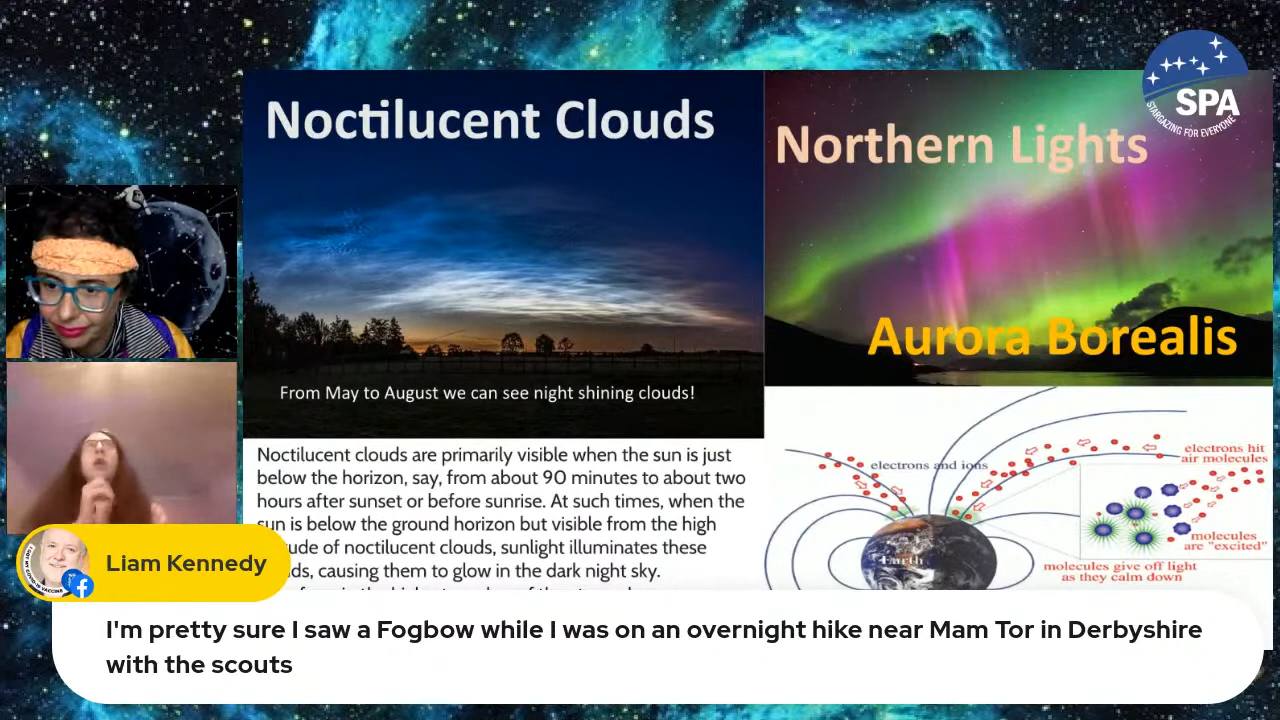 Noctilucent Clouds
From May to August we can see night shining clouds!
Noctilucent clouds are primarily visible when the sun is just
below the horizon, say, from about 90 minutes to about two
hours after sunset or before sunrise. At such times, when the
sun is below the ground horizon but visible from the high
ude of noctilucent clouds, sunlight illuminates these
ds, causing them to glow in the dark night sky.
Northern Lights
Aurora Borealis
SPA
STARGAZING FOR EVERYONE
electrons and ions
electrons hit
air molecules
molecules
are "excited"
molecules give off light
as they calm down
Earth
Liam Kennedy
I'm pretty sure I saw a Fogbow while I was on an overnight hike near Mam Tor in Derbyshire
with the scouts